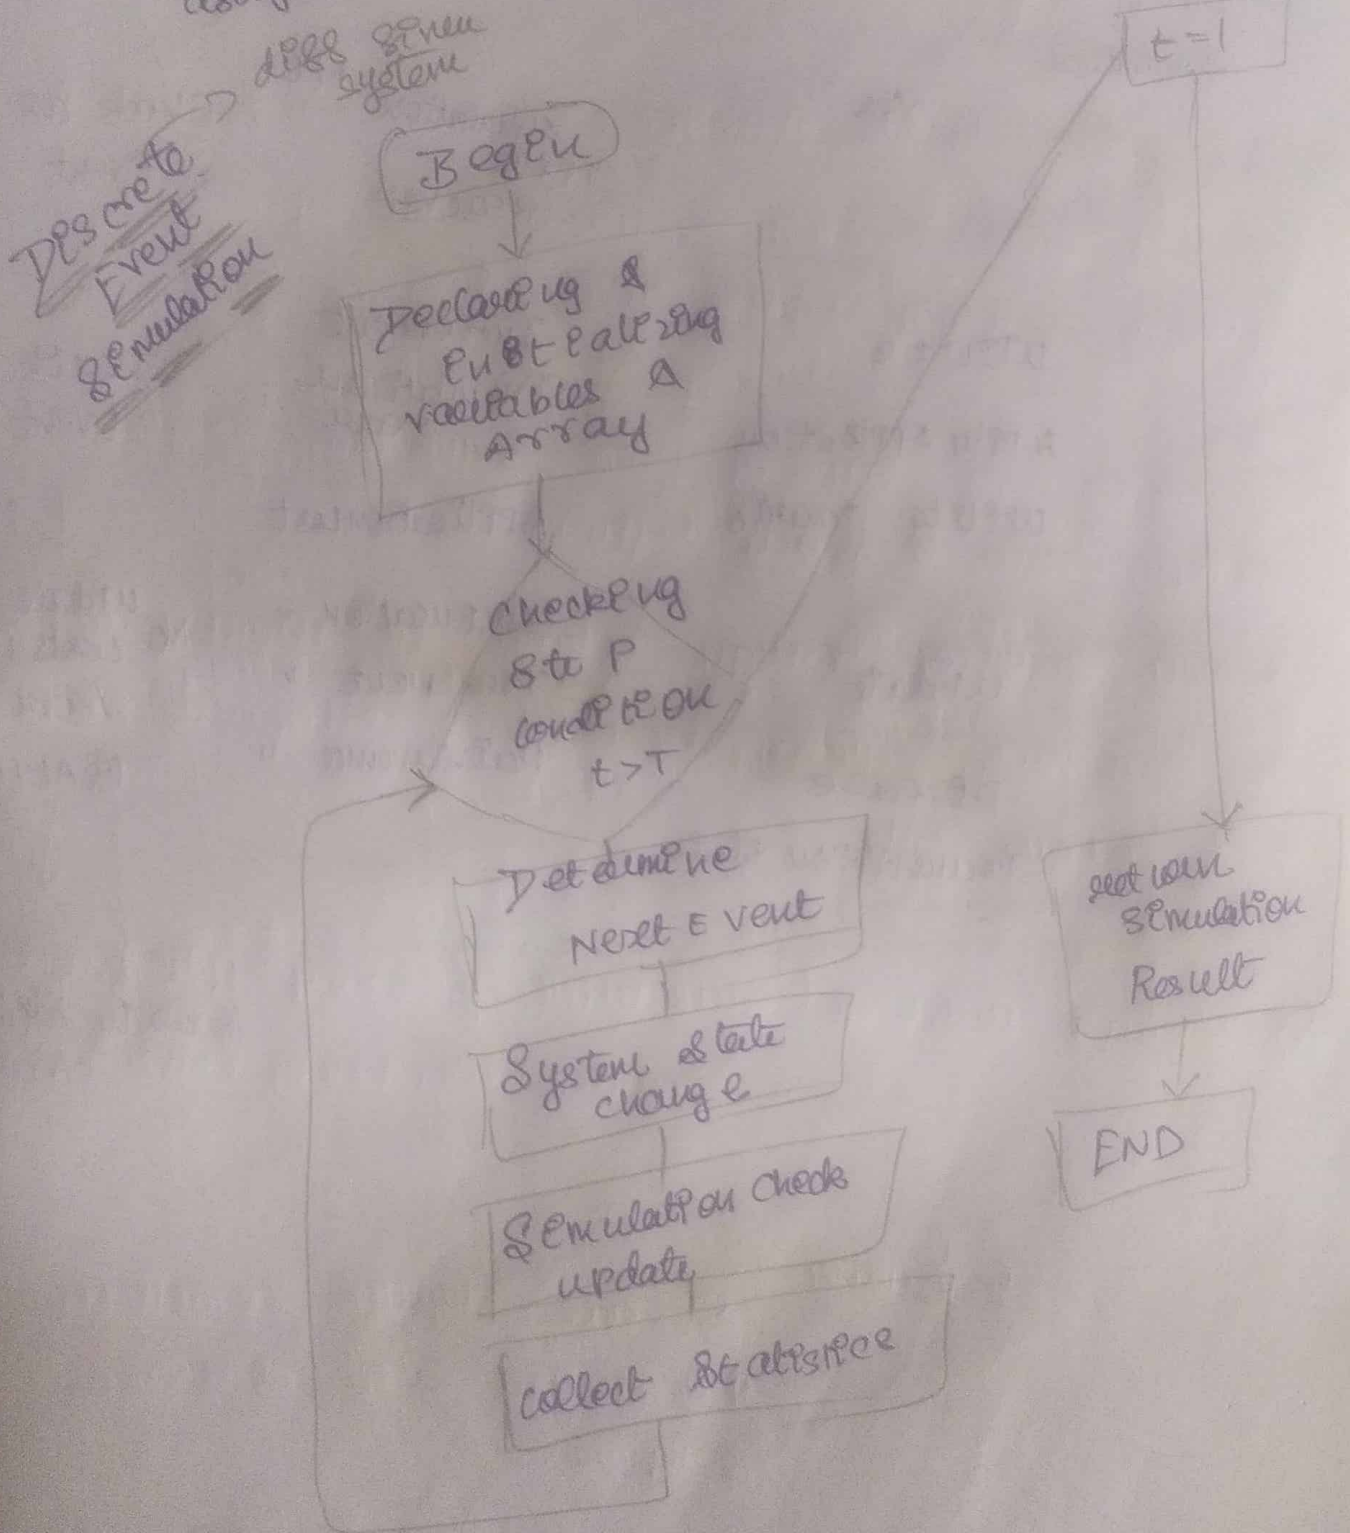 diff given
system
Discrete
Event
Simulation
Begin
t=1
Declaring &
initializing
variables &
Array
Checking
Stop
condition
t>T
Determine
Next Event
System State
change
Simulation Check
update
collect Statistics
return
Simulation
Result
END